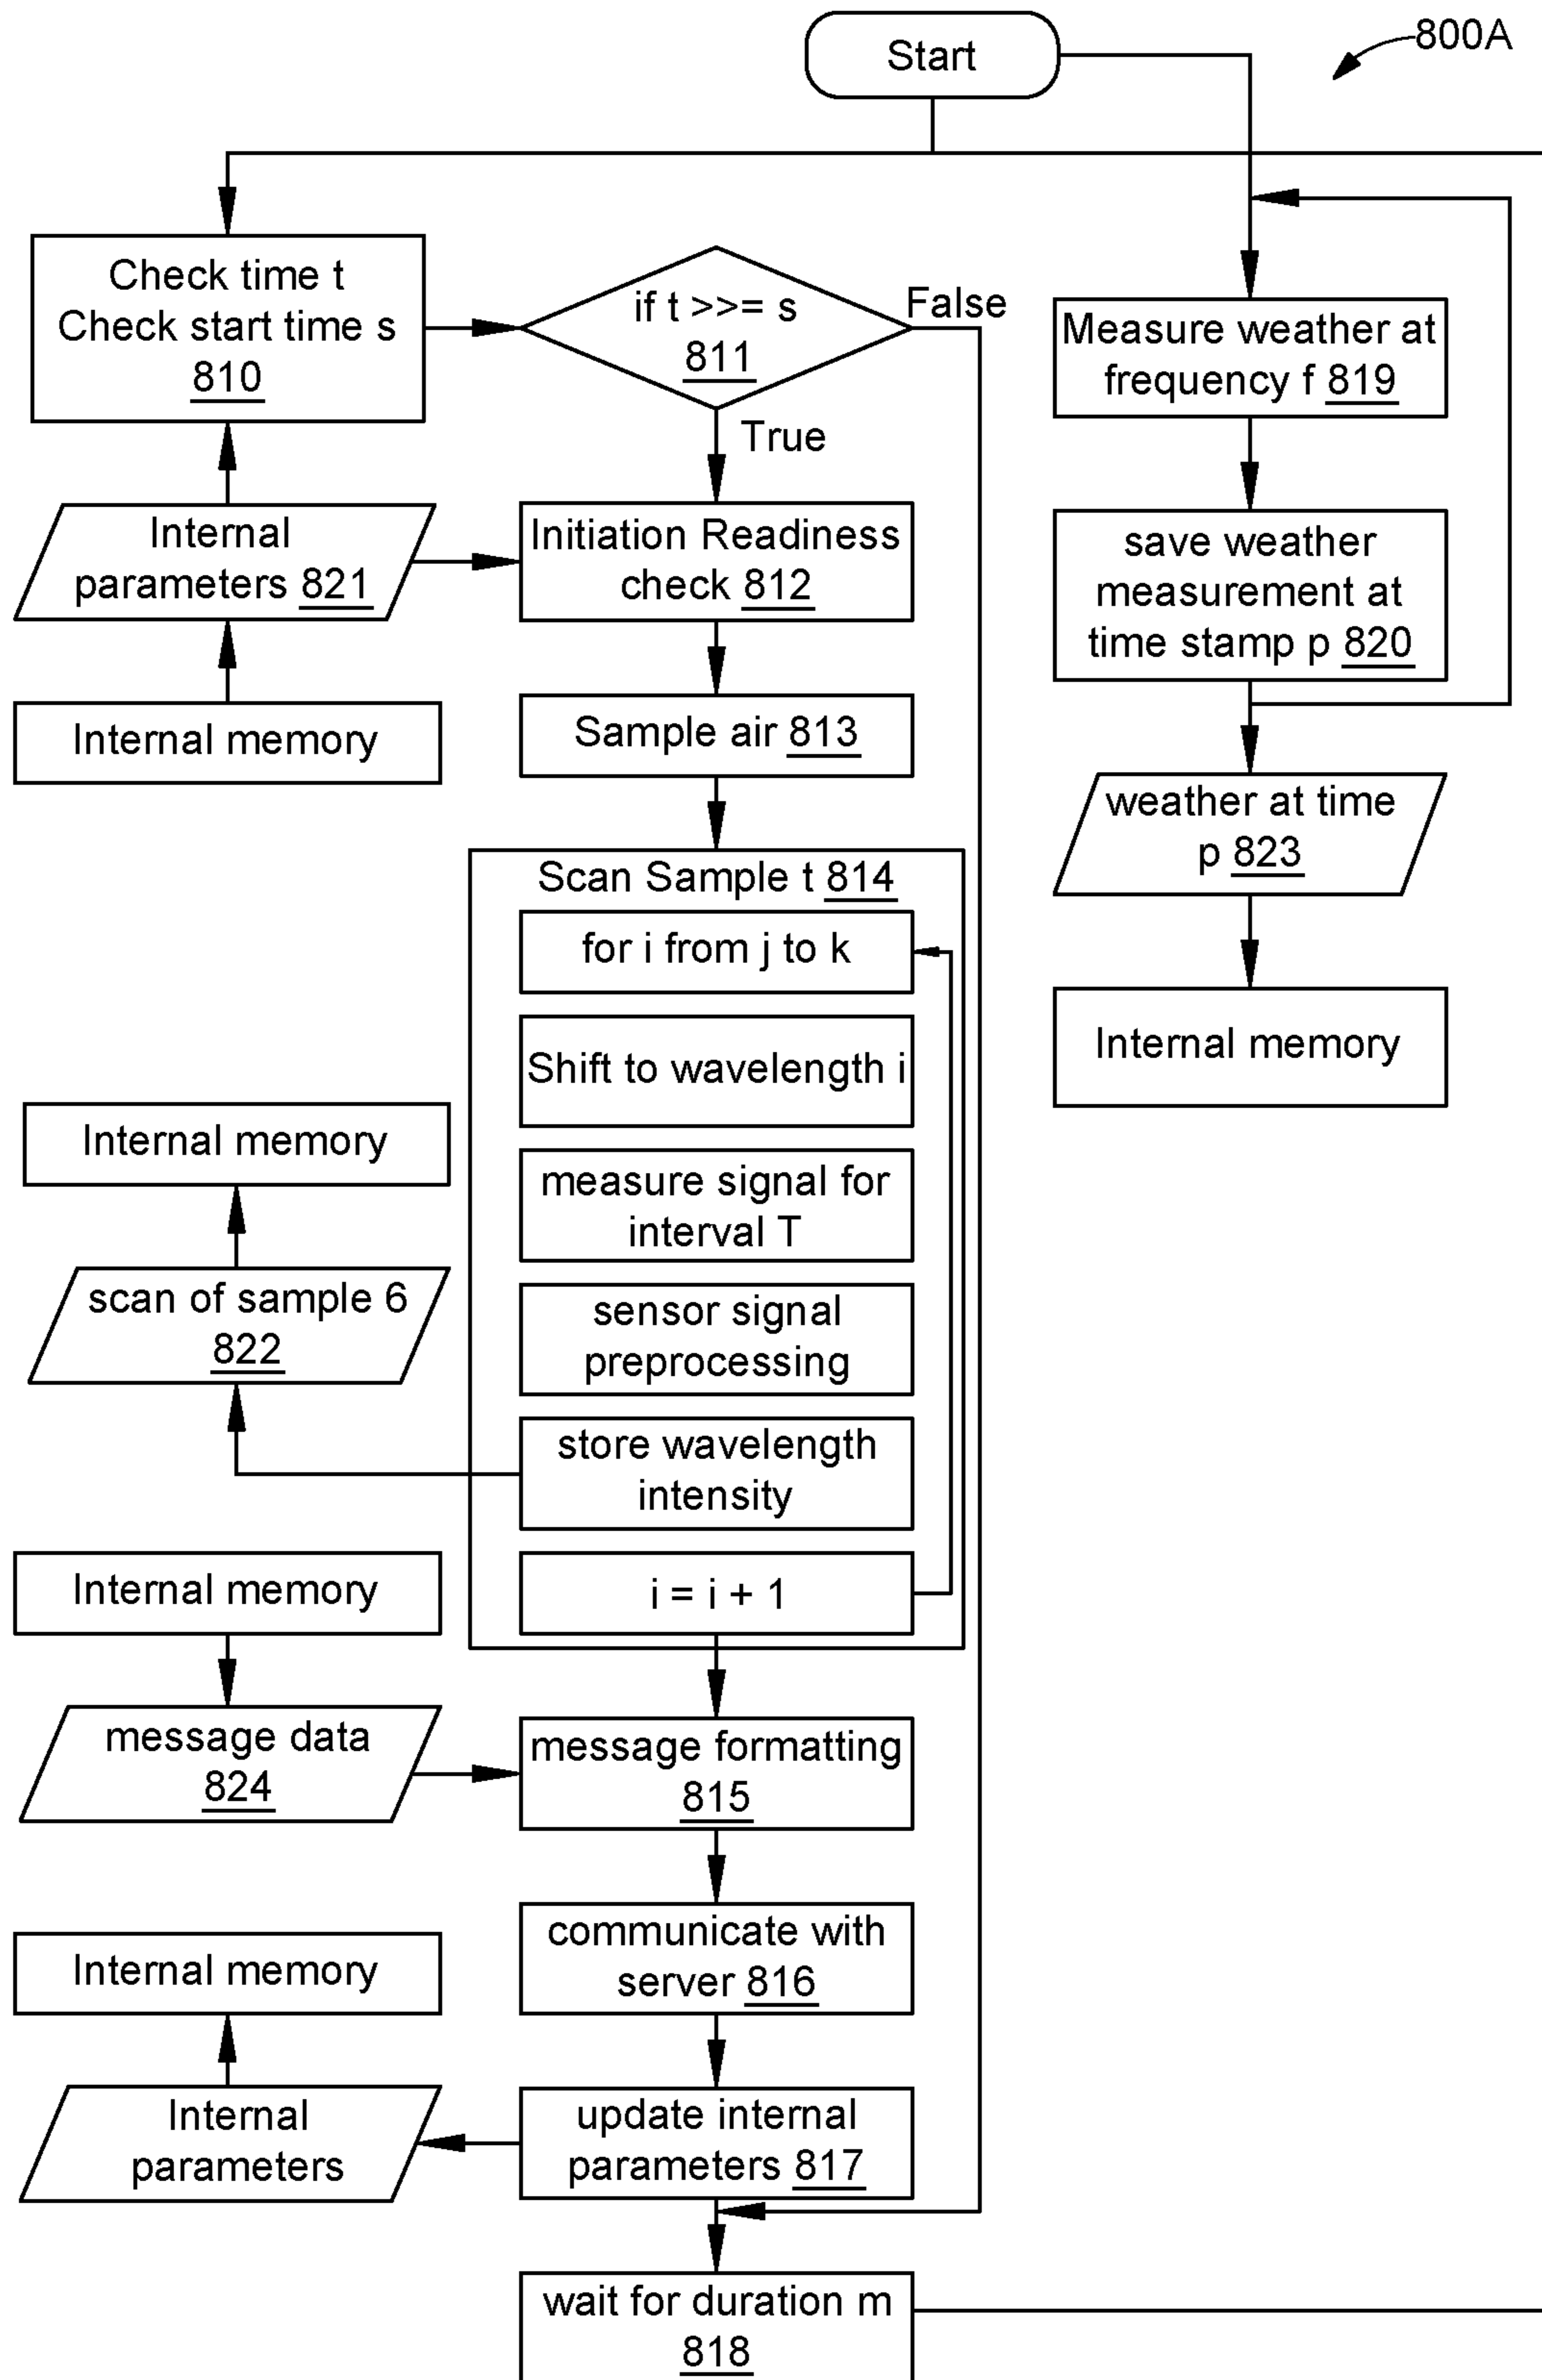 Start
800A
Check time t
Check start time s
810
if t >>= s
811
False
True
Measure weather at
frequency f 819
Internal
parameters 821
Initiation Readiness
check 812
save weather
measurement at
time stamp p 820
Internal memory
Sample air 813
weather at time
p 823
Scan Sample t 814
for i from j to k
Internal memory
Shift to wavelength i
Internal memory
measure signal for
interval T
scan of sample 6
822
sensor signal
preprocessing
store wavelength
intensity
Internal memory
i = i + 1
message data
824
message formatting
815
Internal memory
communicate with
server 816
Internal
parameters
update internal
parameters 817
wait for duration m
818